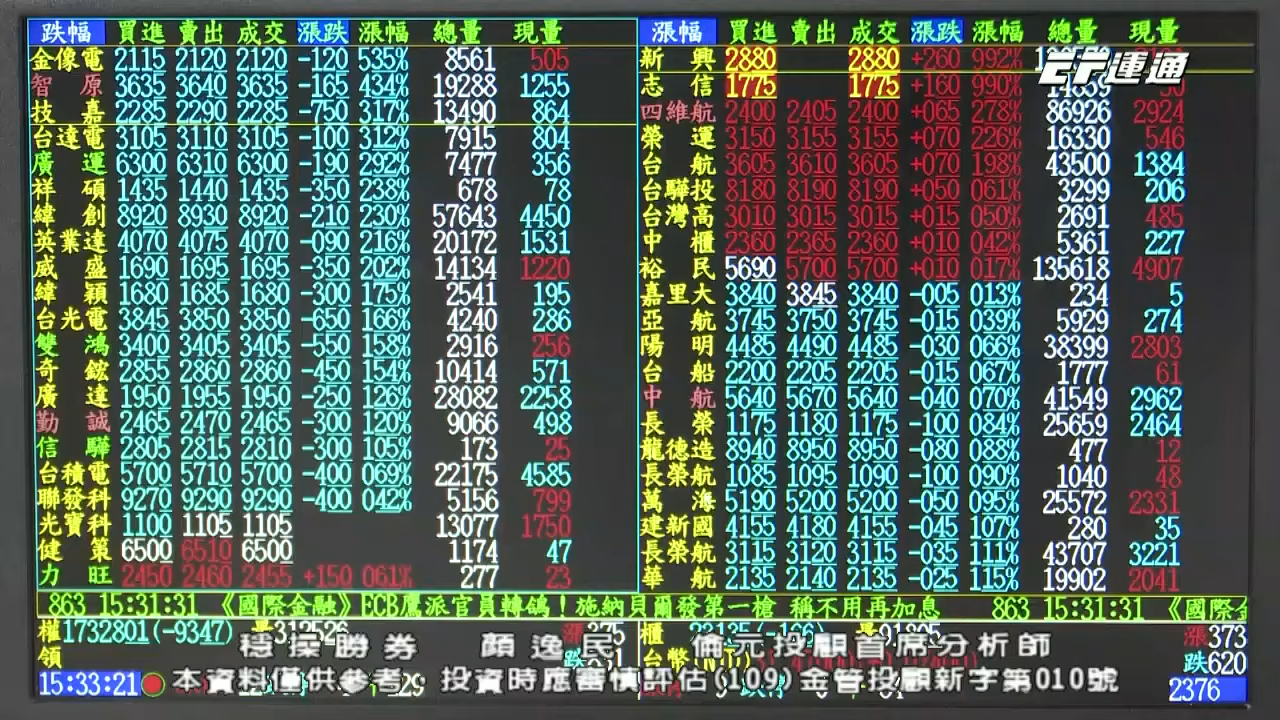 跌幅 買進 賣出 成交 漲跌 漲幅 總量 現量
金像電 2115 2120 2120 -120 535% 8561 505
智原 3635 3640 3635 -165 434% 19288 1255
技嘉 2285 2290 2285 -750 317% 13490 864
台達電 3105 3110 3105 -100 312% 7915 804
廣運 6300 6310 6300 -190 292% 7477 356
祥碩 1435 1440 1435 -350 238% 678 78
緯創 8920 8930 8920 -210 230% 57643 4450
英業達 4070 4075 4070 -090 216% 20172 1531
威盛 1690 1695 1695 -350 202% 14134 1220
緯穎 1680 1685 1680 -300 175% 2541 195
台光電 3845 3850 3850 -650 166% 4240 286
雙鴻 3400 3405 3405 -550 158% 2916 256
奇鋐 2855 2860 2860 -450 154% 10414 571
廣達 1950 1955 1950 -250 126% 28082 2258
勤誠 2465 2470 2465 -300 120% 9066 498
信驊 2805 2815 2810 -300 105% 173 25
台積電 5700 5710 5700 -400 069% 22175 4585
聯發科 9270 9290 9290 -400 042% 5156 799
光寶科 1100 1105 1105 13077 1750
健策 6500 6510 6500 1174 47
力旺 2450 2460 2455 +150 061% 277 23
漲幅 買進 賣出 成交 漲跌 漲幅 總量 現量
新興 2880 2880 +260 992%
EF運通
志信 1775 1775 +160 990% 14359
四維航 2400 2405 2400 +065 278% 86926 2924
榮運 3150 3155 3155 +070 226% 16330 546
台航 3605 3610 3605 +070 198% 43500 1384
台驊投 8180 8190 8190 +050 061% 3299 206
台灣高 3010 3015 3015 +015 050% 2691 485
中櫃 2360 2365 2360 +010 042% 5361 227
裕民 5690 5700 5700 +010 017% 135618 4907
嘉里大 3840 3845 3840 -005 013% 234 5
亞航 3745 3750 3745 -015 039% 5929 274
陽明 4485 4490 4485 -030 066% 38399 2803
台船 2200 2205 2205 -015 067% 1777 61
中航 5640 5670 5640 -040 070% 41549 2962
長榮 1175 1180 1175 -100 084% 25659 2464
龍德造 8940 8950 8950 -080 088% 477 12
長榮航 1085 1095 1090 -100 090% 1040 48
萬海 5190 5200 5200 -050 095% 25572 2331
建新國 4155 4180 4155 -045 107% 280 35
長榮航 3115 3120 3115 -035 111% 43707 3221
華航 2135 2140 2135 -025 115% 19902 2041
863 15:31:31 《國際金融》ECB鷹派官員轉鴿！施納貝爾發第一槍 稱不用再加息 863 15:31:31 《國際金
權1732801(-9347) 櫃 漲373
穩操勝券 顏逸民 倫元投顧首席分析師
領 台幣 跌620
15:33:21 2376
本資料僅供參考，投資時應審慎評估(109)金管投顧新字第010號